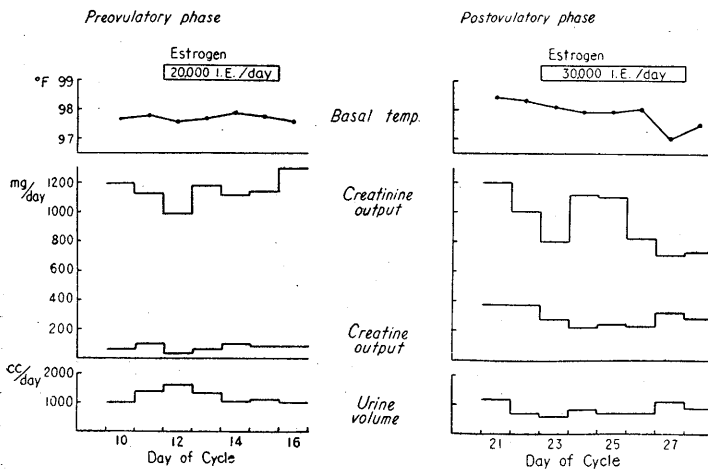 Preovulatory phase
Postovulatory phase
Estrogen
20,000 I.E./day
Estrogen
30,000 I.E./day
°F
99
98
97
Basal temp.
mg/day
1200
1000
800
600
400
200
Creatinine
output
Creatine
output
cc/day
2000
1000
Urine
volume
10 12 14 16
Day of Cycle
21 23 25 27
Day of Cycle